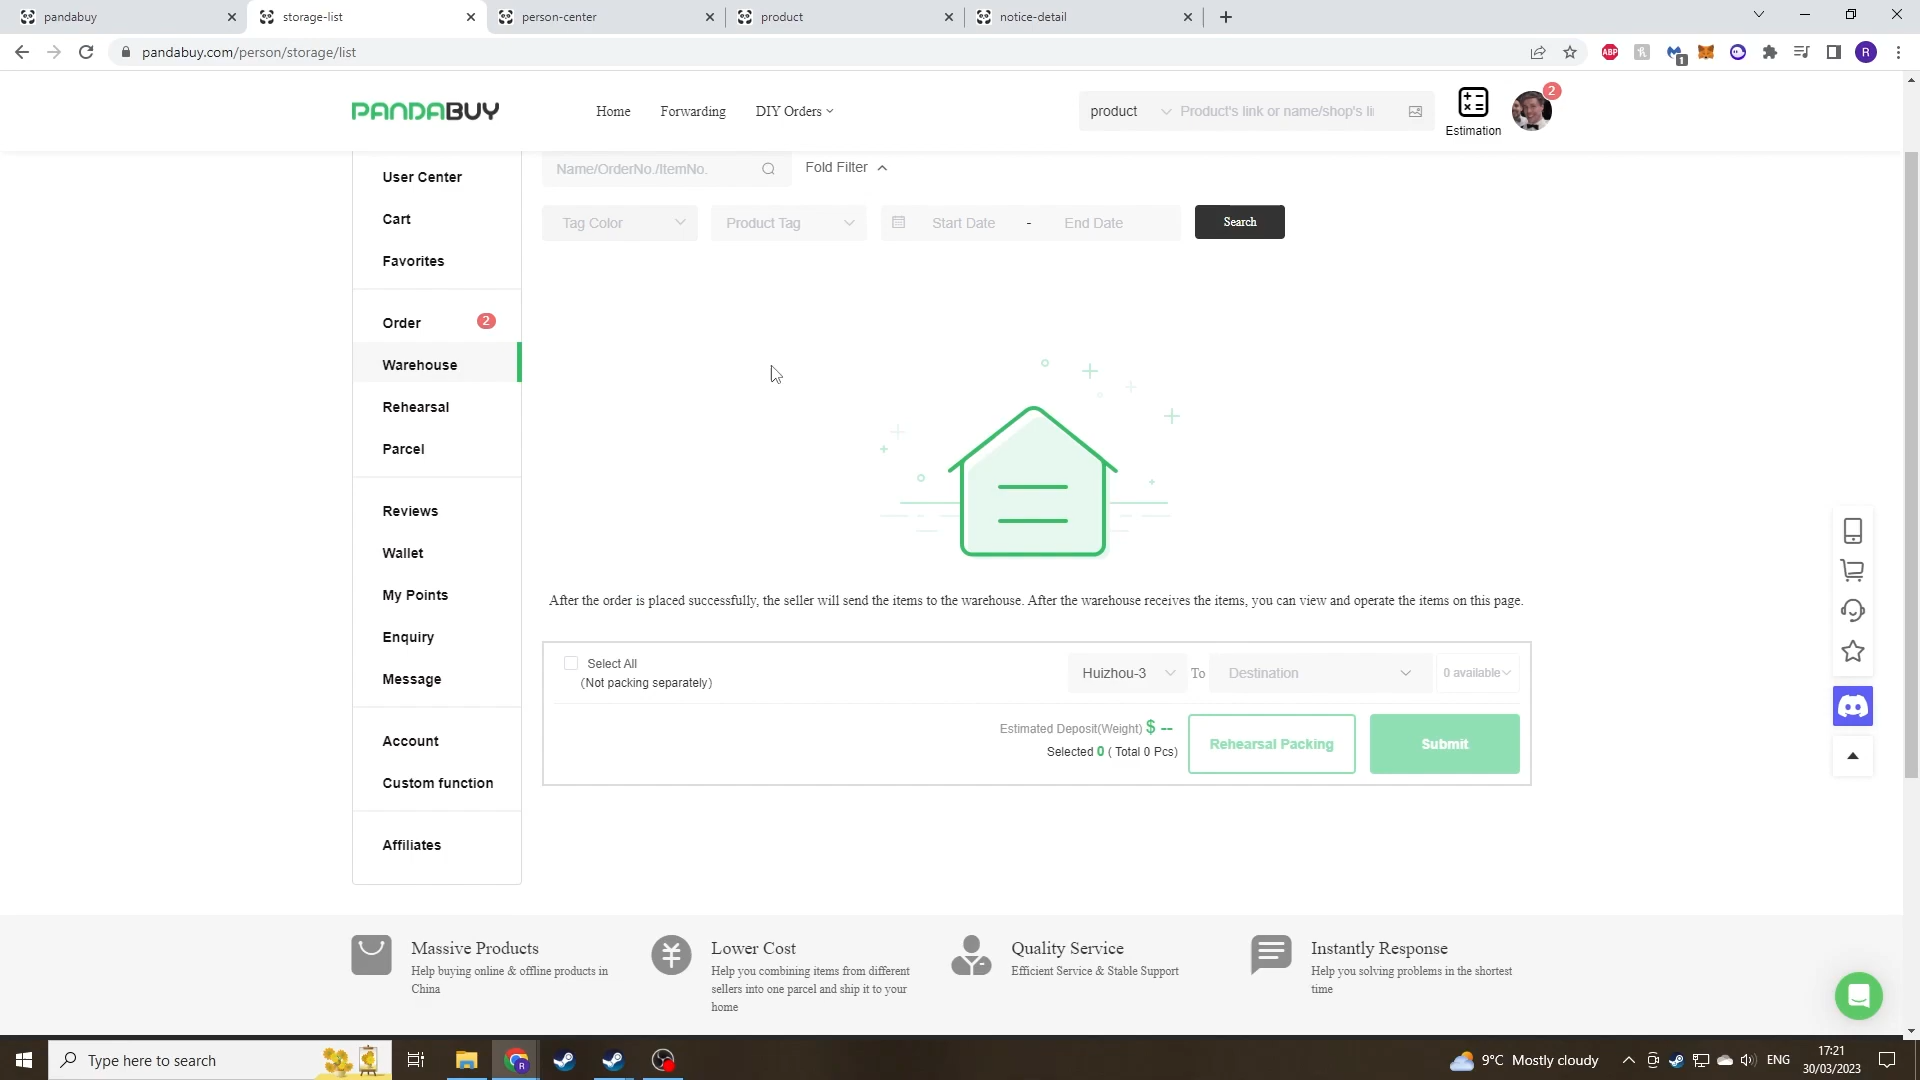 pandabuy
storage-list
person-center
product
notice-detail
pandabuy.com/person/storage/list
ABP
1
R
PANDABUY
Home
Forwarding
DIY Orders
product
Product's link or name/shop's li
Estimation
2
User Center
Cart
Favorites
Order
2
Warehouse
Rehearsal
Parcel
Reviews
Wallet
My Points
Enquiry
Message
Account
Custom function
Affiliates
Name/OrderNo./ItemNo.
Fold Filter
Tag Color
Product Tag
Start Date
-
End Date
Search
After the order is placed successfully, the seller will send the items to the warehouse. After the warehouse receives the items, you can view and operate the items on this page.
Select All
(Not packing separately)
Huizhou-3
To
Destination
0 available
Estimated Deposit(Weight) $ --
Selected 0 ( Total 0 Pcs)
Rehearsal Packing
Submit
Massive Products
Help buying online & offline products in
China
Lower Cost
Help you combining items from different
sellers into one parcel and ship it to your
home
Quality Service
Efficient Service & Stable Support
Instantly Response
Help you solving problems in the shortest
time
Type here to search
R
9°C Mostly cloudy
ENG
17:21
30/03/2023